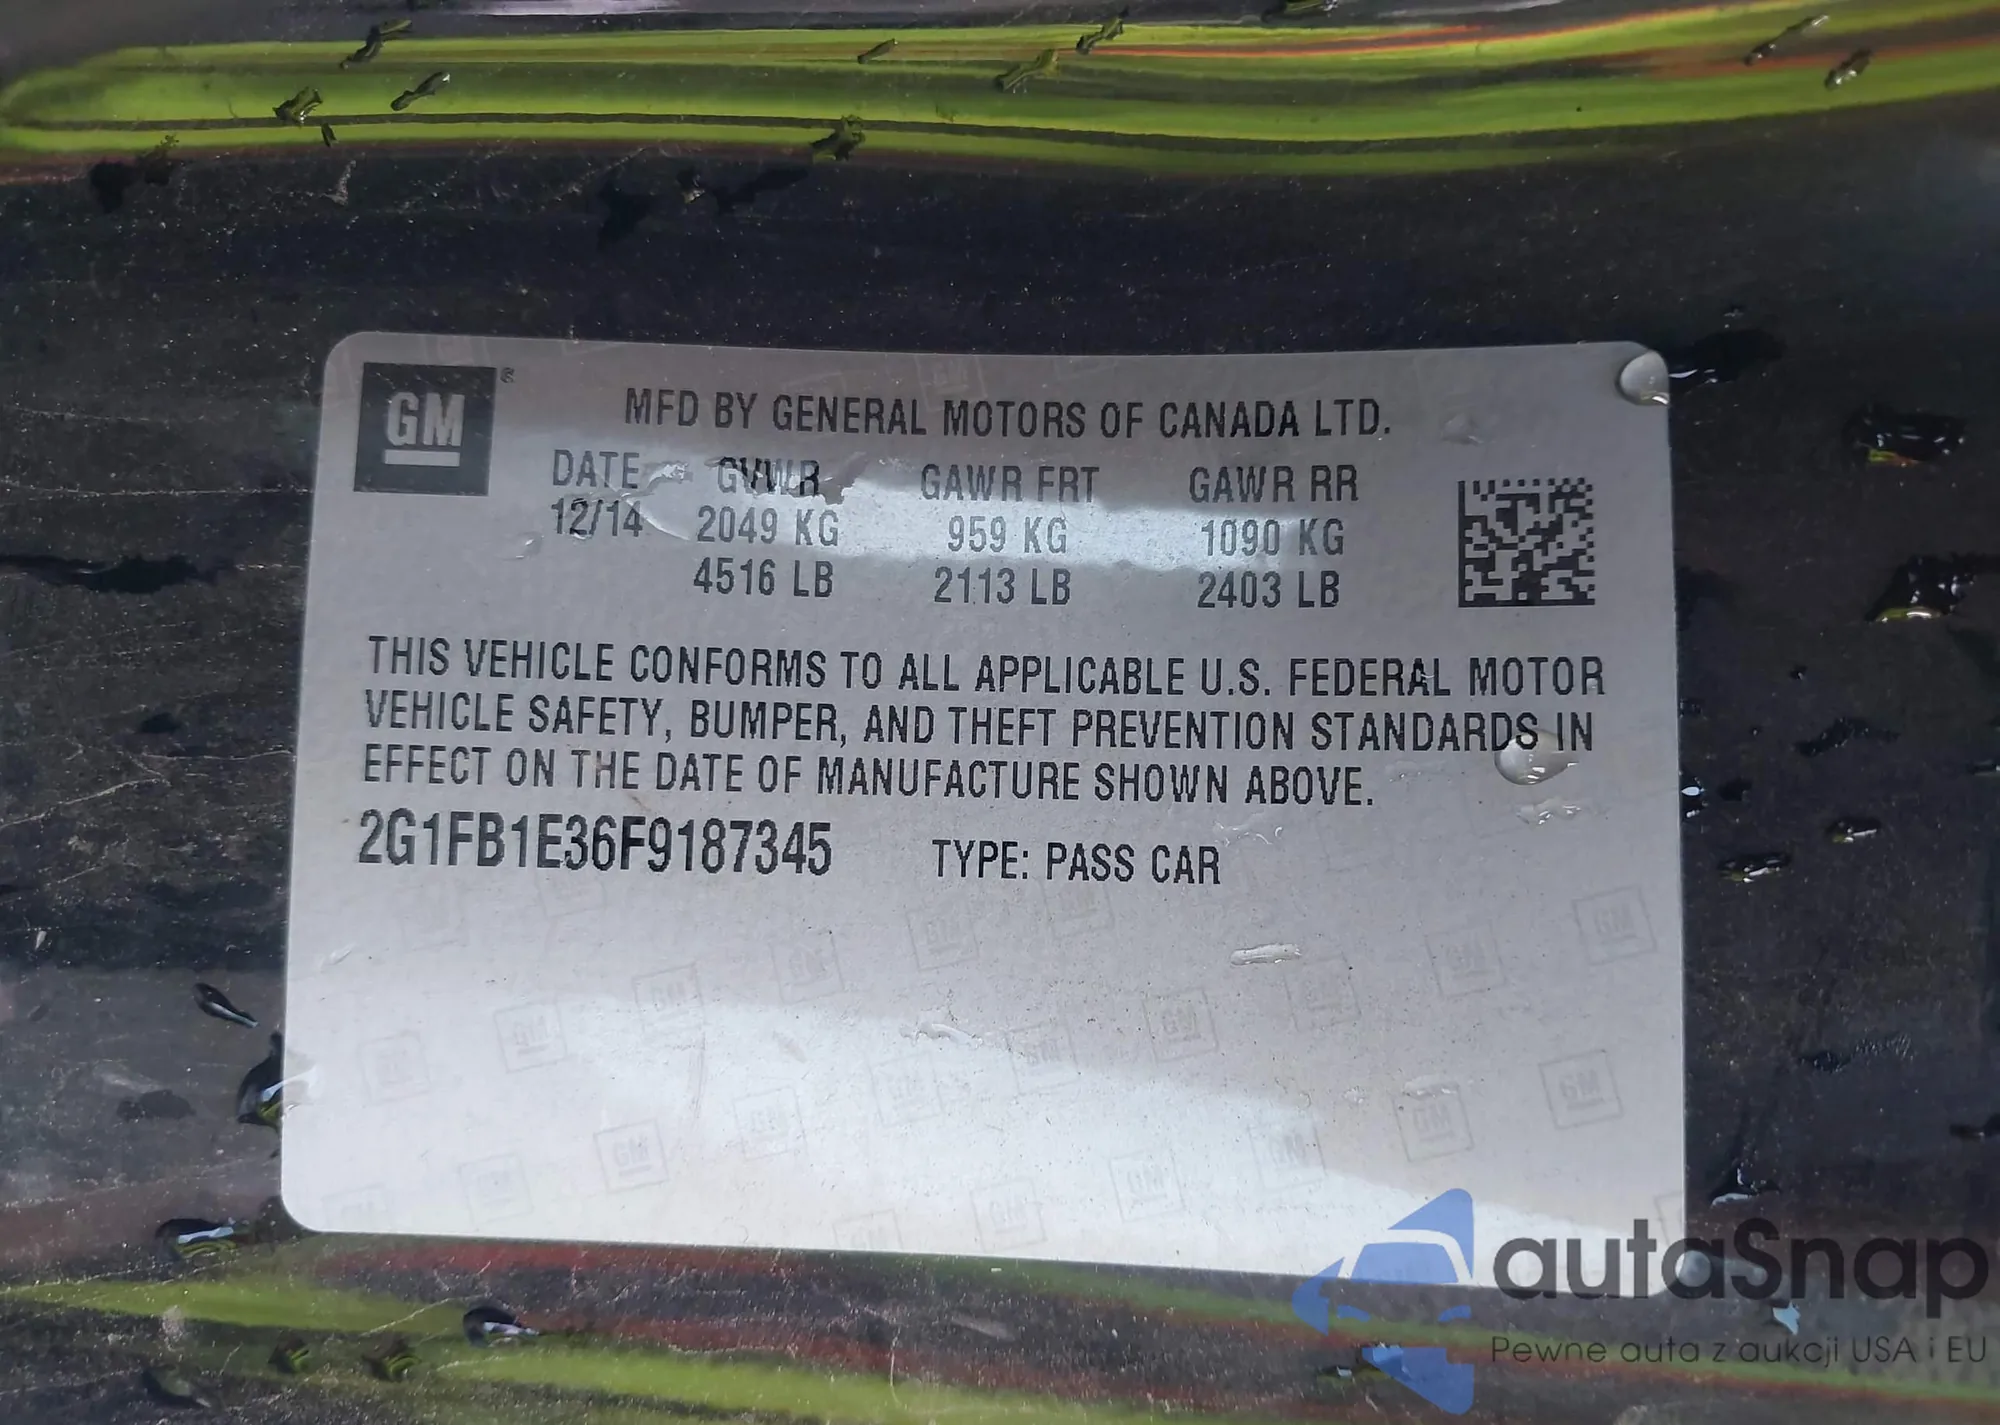 GM®
MFD BY GENERAL MOTORS OF CANADA LTD.
DATE GVWR GAWR FRT GAWR RR
12/14 2049 KG 959 KG 1090 KG
4516 LB 2113 LB 2403 LB
THIS VEHICLE CONFORMS TO ALL APPLICABLE U.S. FEDERAL MOTOR
VEHICLE SAFETY, BUMPER, AND THEFT PREVENTION STANDARDS IN
EFFECT ON THE DATE OF MANUFACTURE SHOWN ABOVE.
2G1FB1E36F9187345 TYPE: PASS CAR
autaSnap
Pewne auta z aukcji USA i EU